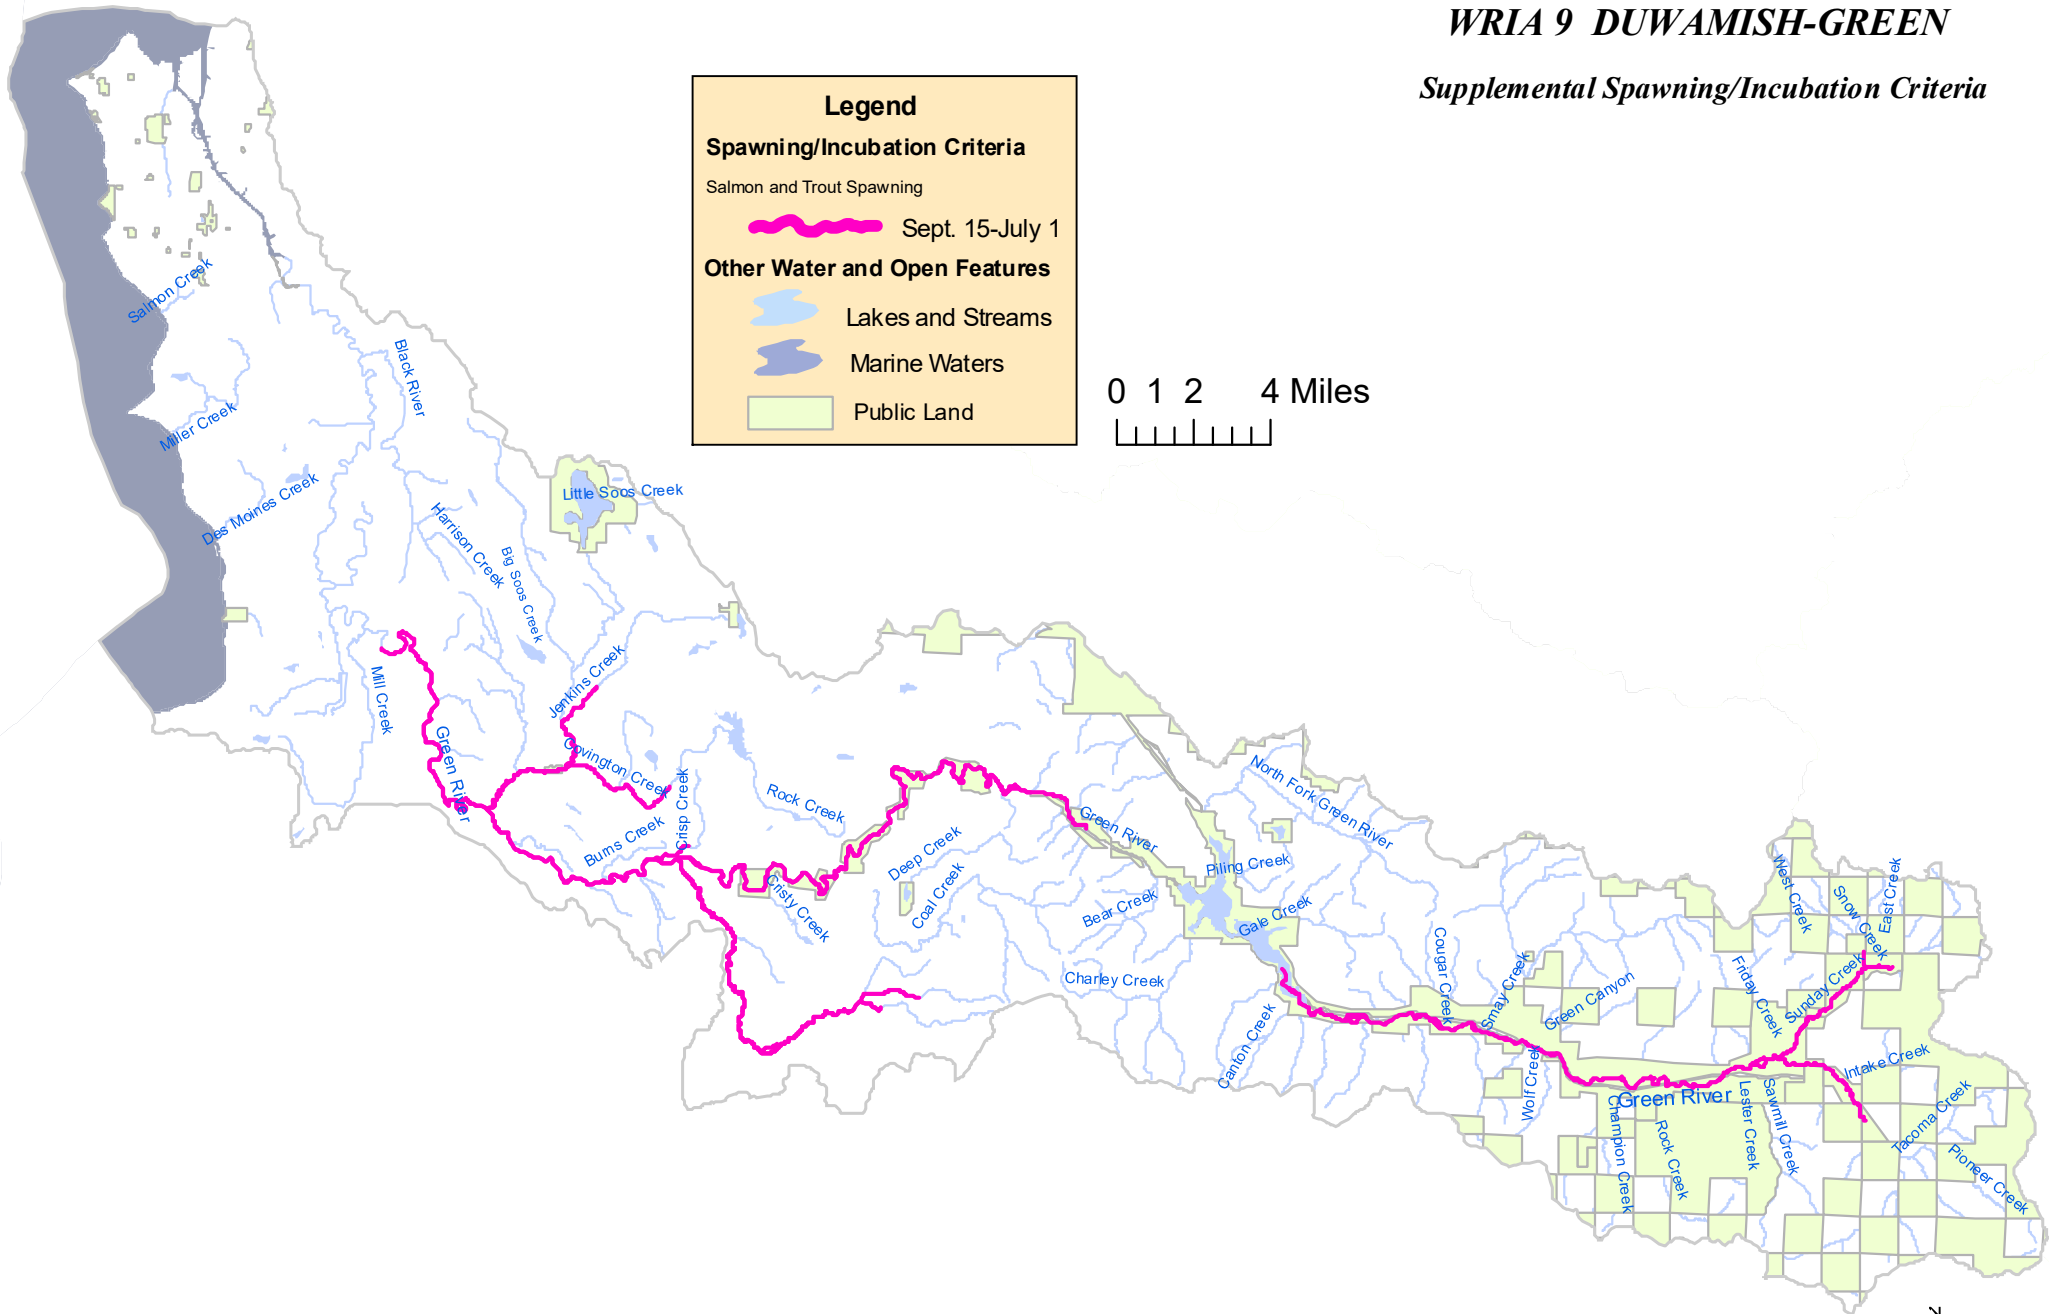 WRIA 9 DUWAMISH-GREEN
Supplemental Spawning/Incubation Criteria
Legend
Spawning/Incubation Criteria
Salmon and Trout Spawning
Sept. 15-July 1
Other Water and Open Features
Lakes and Streams
Marine Waters
Public Land
0 1 2 4 Miles
Salmon Creek
Black River
Miller Creek
Des Moines Creek
Little Soos Creek
Harrison Creek
Big Soos Creek
Jenkins Creek
Mill Creek
Green River
Covington Creek
Crisp Creek
Rock Creek
Burns Creek
Cristy Creek
Deep Creek
Coal Creek
Green River
North Fork Green River
Piling Creek
Bear Creek
Gale Creek
Charley Creek
Canton Creek
Cougar Creek
Smay Creek
Green Canyon
Wolf Creek
West Creek
Snow Creek
East Creek
Friday Creek
Sunday Creek
Intake Creek
Green River
Champion Creek
Rock Creek
Lester Creek
Sawmill Creek
Tacoma Creek
Pioneer Creek